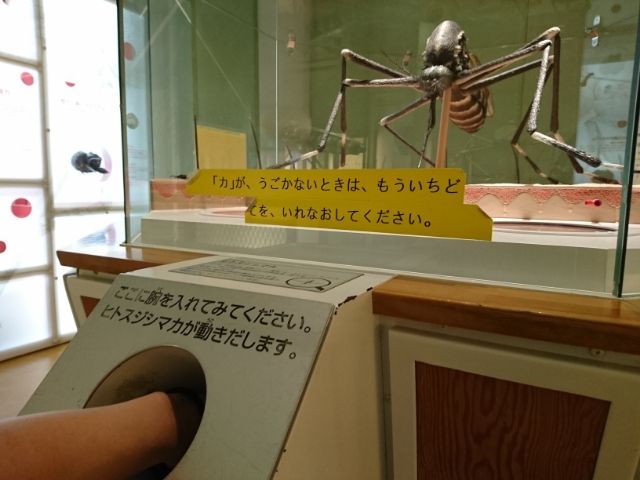 「カ」が、うごかないときは、もういちど
てを、いれなおしてください。
ここに腕を入れてみてください。
ヒトスジシマカが動きだします。